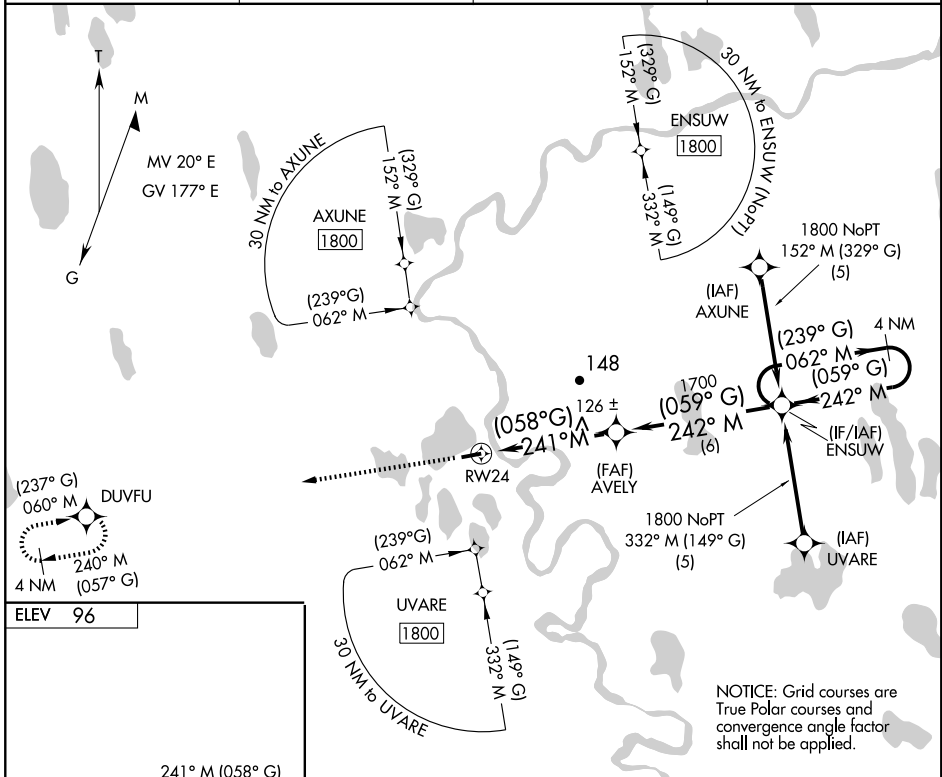 T
M
MV 20° E
GV 177° E
G
30 NM to AXUNE
AXUNE
1800
(329° G)
152° M
(239°G)
062° M
(329° G)
152° M
ENSUW
1800
30 NM to ENSUW (NoPT)
(149° G)
332° M
1800 NoPT
152° M (329° G)
(5)
(IAF)
AXUNE
(239° G)
062° M
4 NM
(059° G)
242° M
(IF/IAF)
ENSUW
148
126 ±
1700
(059° G)
242° M
(6)
(058°G)
241°M
RW24
(FAF)
AVELY
1800 NoPT
332° M (149° G)
(5)
(IAF)
UVARE
(237° G)
060° M
DUVFU
4 NM
240° M
(057° G)
(239°G)
062° M
UVARE
1800
(149° G)
332° M
30 NM to UVARE
ELEV 96
241° M (058° G)
NOTICE: Grid courses are
True Polar courses and
convergence angle factor
shall not be applied.